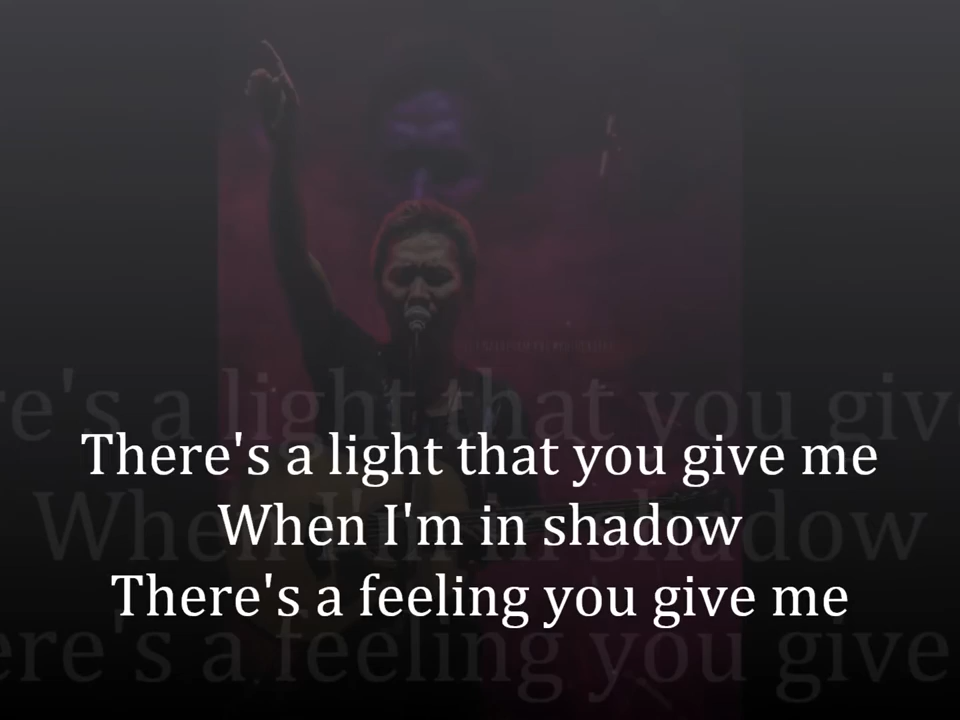 There's a light that you give me
When I'm in shadow
There's a feeling you give me